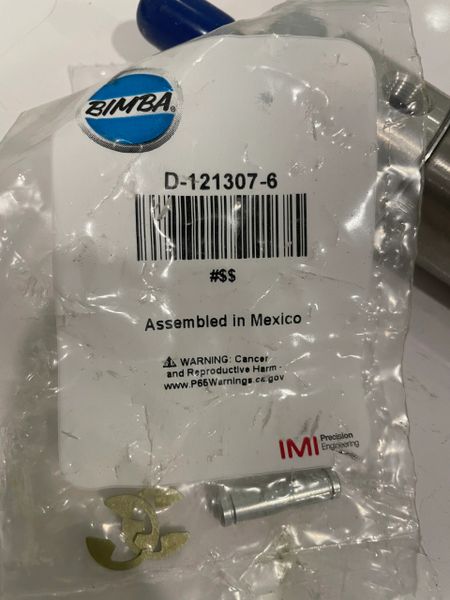 BIMBA®
D-121307-6
#$$
Assembled in Mexico
⚠ WARNING: Cancer
and Reproductive Harm -
www.P65Warnings.ca.gov
IMI Precision
Engineering